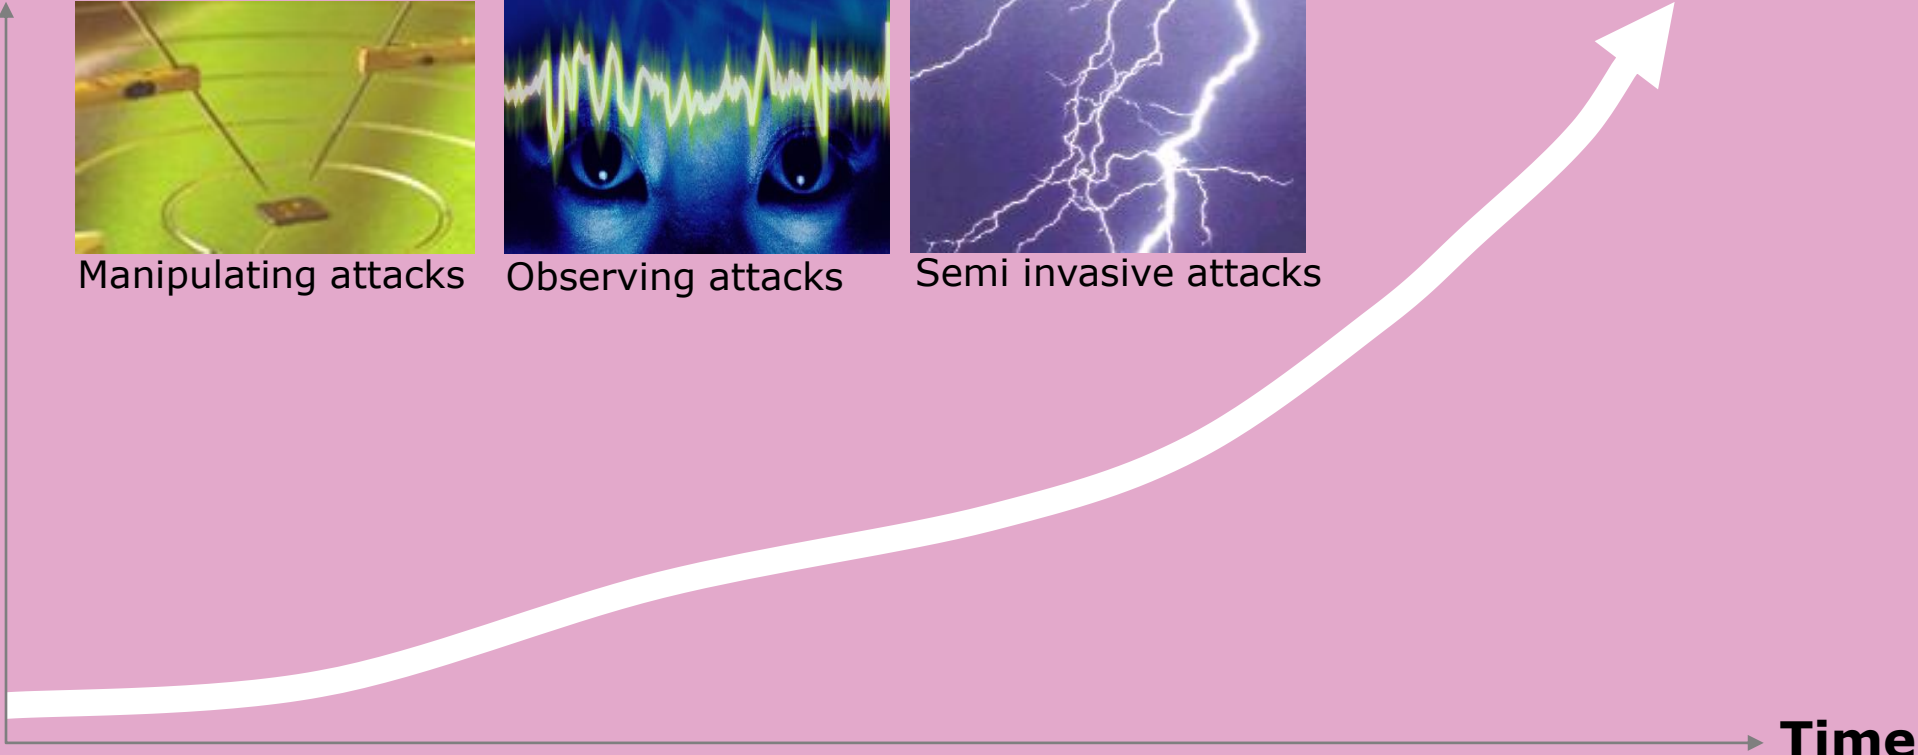 Manipulating attacks
Observing attacks
Semi invasive attacks
Time